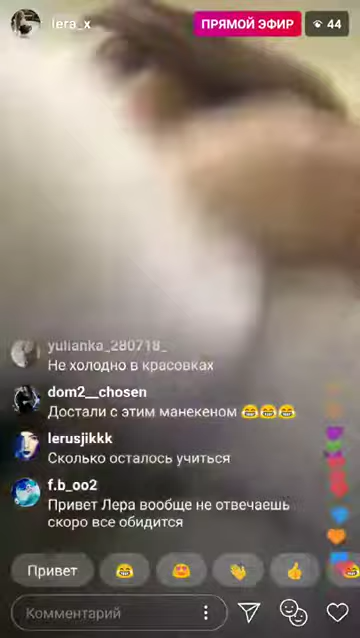 lera_x
ПРЯМОЙ ЭФИР
44
yulianka_280718_
Не холодно в красовках
dom2__chosen
Достали с этим манекеном 😂😂😂
lerusjikkk
Сколько осталось учиться
f.b_oo2
Привет Лера вообще не отвечаешь
скоро все обидится
Привет 😂 😍 👋 👍 😂
Комментарий